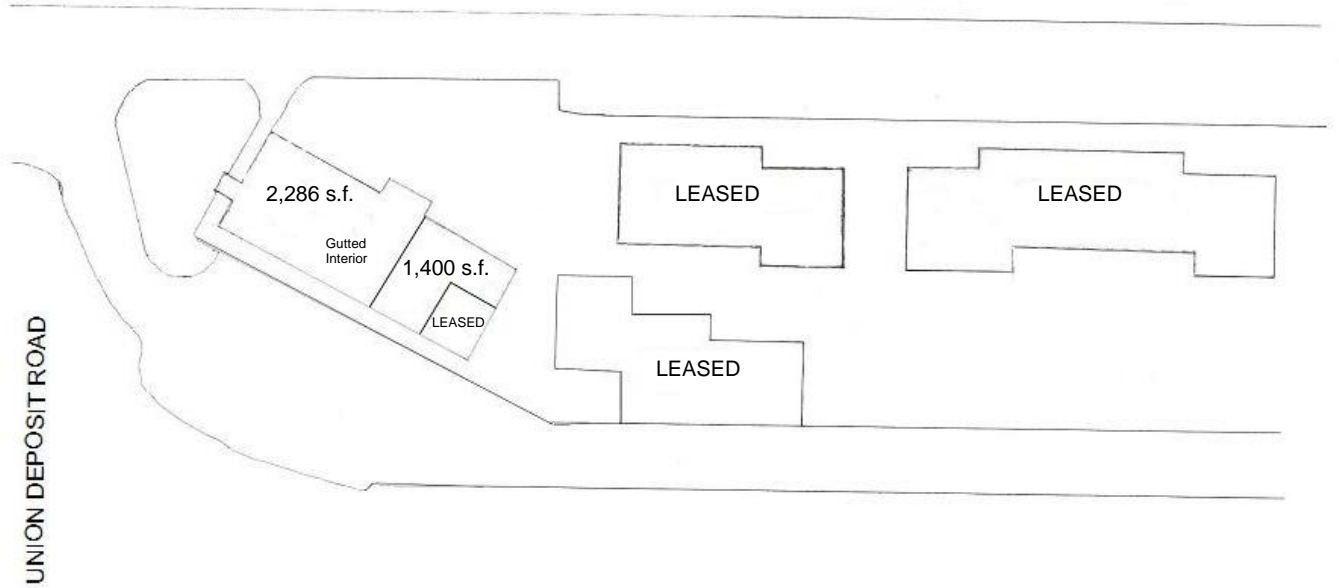 2,286 s.f.
Gutted
Interior
1,400 s.f.
LEASED
LEASED
LEASED
LEASED
UNION DEPOSIT ROAD